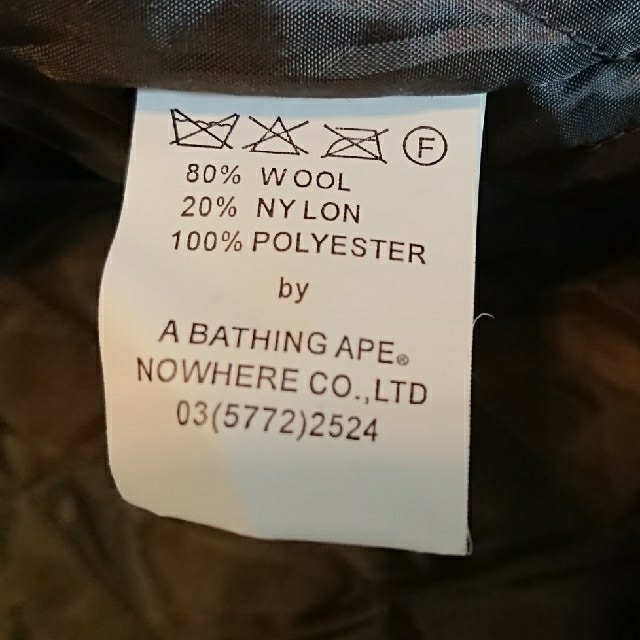 F
80% WOOL
20% NYLON
100% POLYESTER
by
A BATHING APE®
NOWHERE CO.,LTD
03(5772)2524